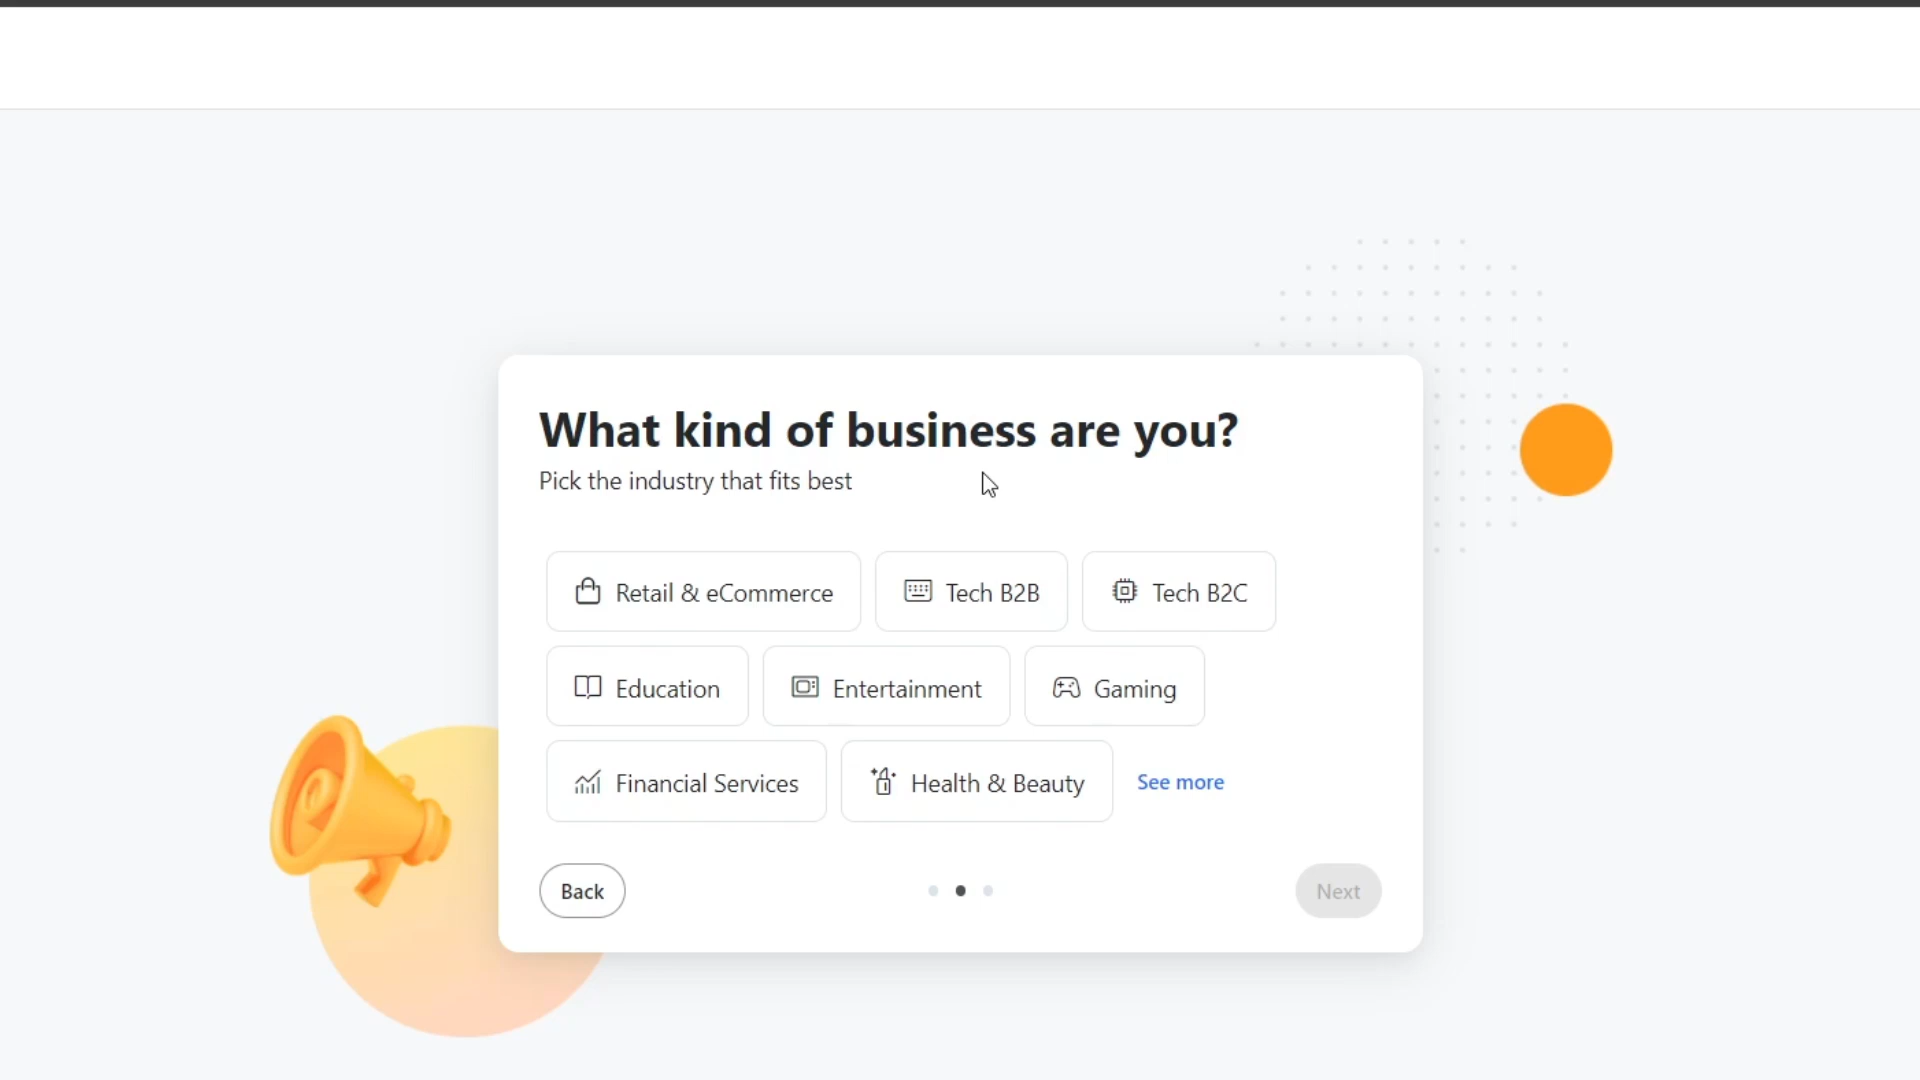 What kind of business are you?
Pick the industry that fits best
Retail & eCommerce Tech B2B Tech B2C
Education Entertainment Gaming
Financial Services Health & Beauty See more
Back Next